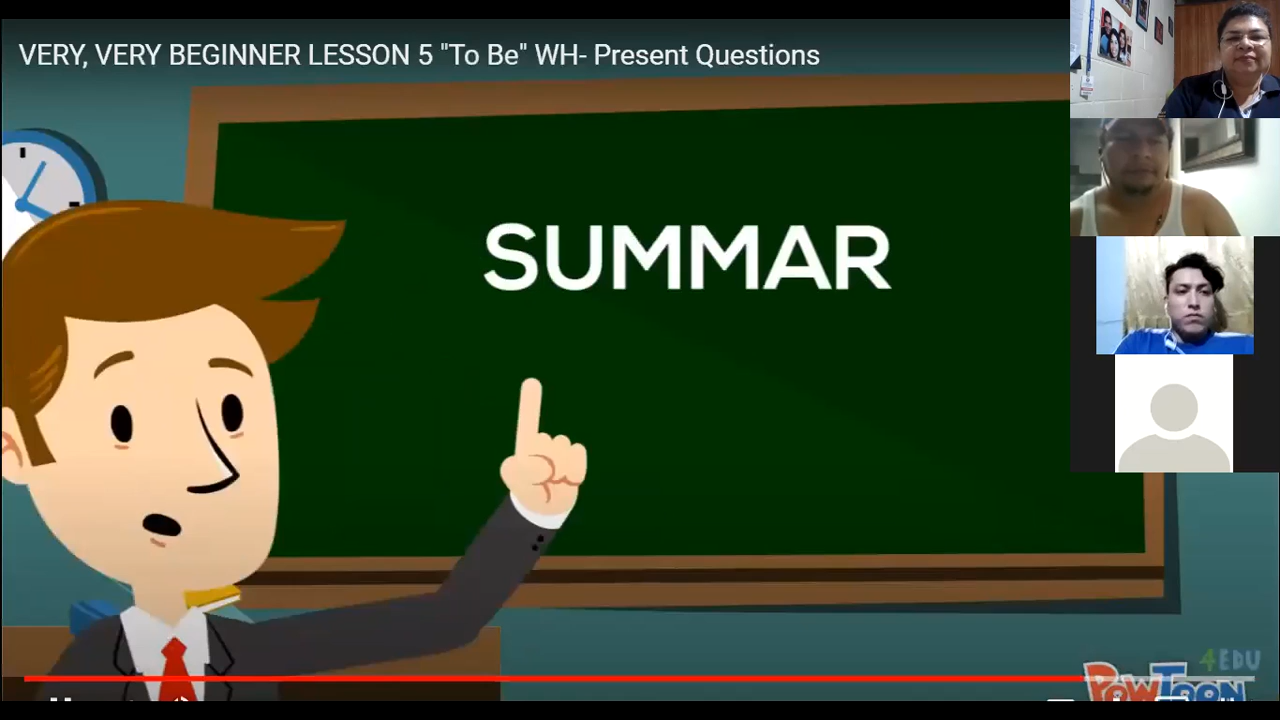 VERY, VERY BEGINNER LESSON 5 "To Be" WH- Present Questions
SUMMAR
4EDU
POWTOON